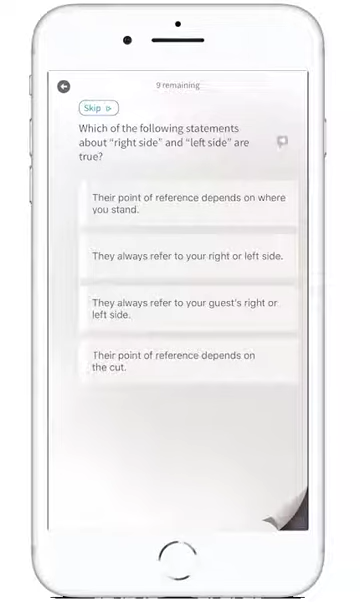 9 remaining
Skip
Which of the following statements
about “right side” and “left side” are
true?
Their point of reference depends on where
you stand.
They always refer to your right or left side.
They always refer to your guest's right or
left side.
Their point of reference depends on
the cut.